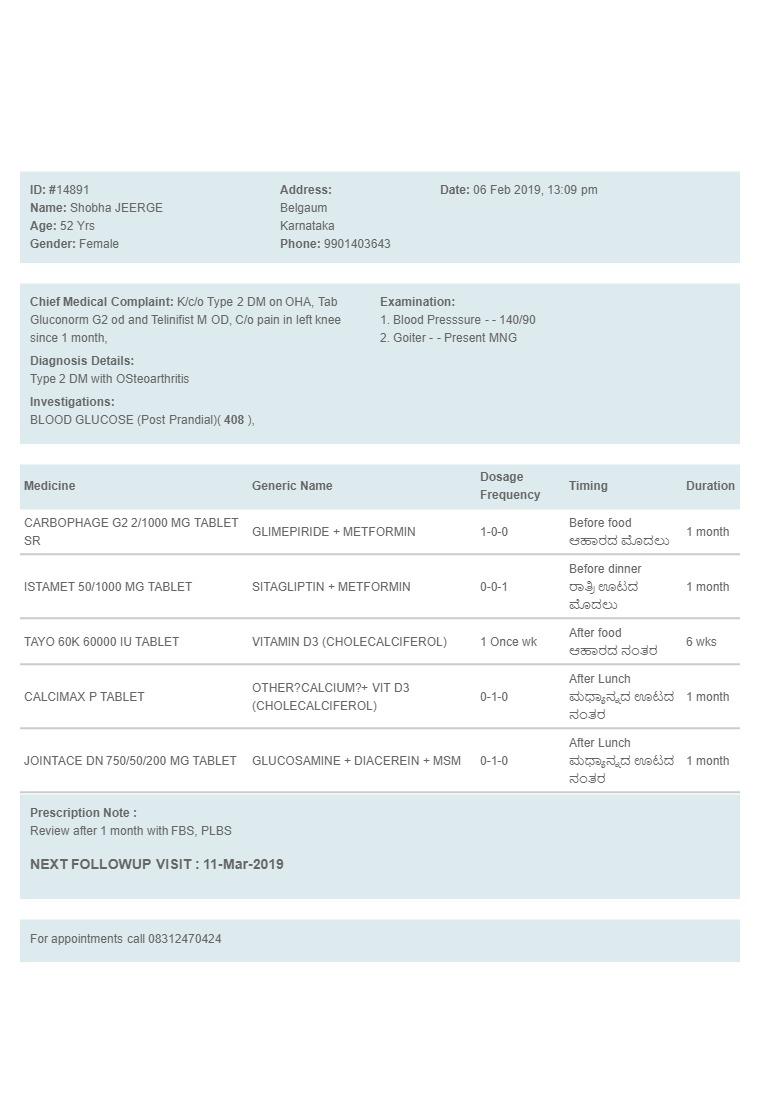 ID: #14891
Name: Shobha JEERGE
Age: 52 Yrs
Gender: Female
Address:
Belgaum
Karnataka
Phone: 9901403643
Date: 06 Feb 2019, 13:09 pm
Chief Medical Complaint: K/c/o Type 2 DM on OHA, Tab
Gluconorm G2 od and Telinifist M OD, C/o pain in left knee
since 1 month,
Diagnosis Details:
Type 2 DM with OSteoarthritis
Investigations:
BLOOD GLUCOSE (Post Prandial)( 408 ),
Examination:
1. Blood Presssure - - 140/90
2. Goiter - - Present MNG
Medicine Generic Name Dosage Frequency Timing Duration
CARBOPHAGE G2 2/1000 MG TABLET
SR
GLIMEPIRIDE + METFORMIN
1-0-0
Before food
ಆಹಾರದ ಮೊದಲು
1 month
ISTAMET 50/1000 MG TABLET
SITAGLIPTIN + METFORMIN
0-0-1
Before dinner
ರಾತ್ರಿ ಊಟದ
ಮೊದಲು
1 month
TAYO 60K 60000 IU TABLET
VITAMIN D3 (CHOLECALCIFEROL)
1 Once wk
After food
ಆಹಾರದ ನಂತರ
6 wks
CALCIMAX P TABLET
OTHER?CALCIUM?+ VIT D3
(CHOLECALCIFEROL)
0-1-0
After Lunch
ಮಧ್ಯಾನ್ನದ ಊಟದ
ನಂತರ
1 month
JOINTACE DN 750/50/200 MG TABLET
GLUCOSAMINE + DIACEREIN + MSM
0-1-0
After Lunch
ಮಧ್ಯಾನ್ನದ ಊಟದ
ನಂತರ
1 month
Prescription Note :
Review after 1 month with FBS, PLBS
NEXT FOLLOWUP VISIT : 11-Mar-2019
For appointments call 08312470424